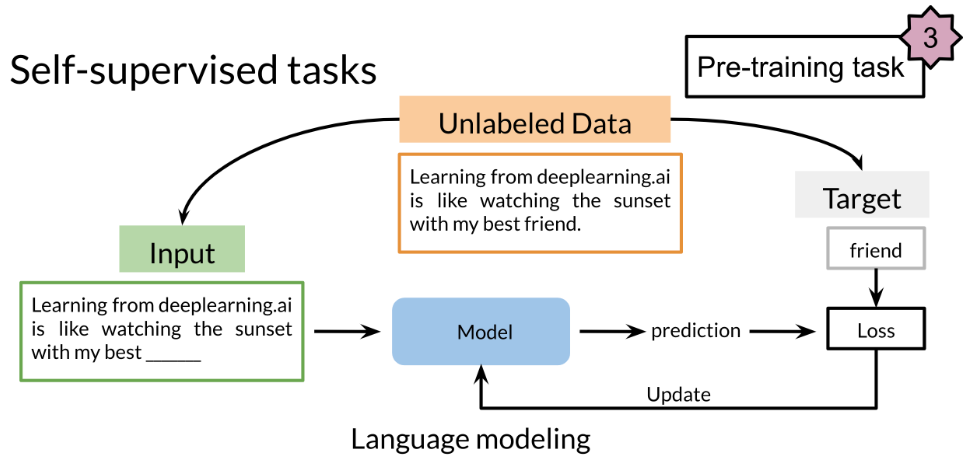 Self-supervised tasks
Pre-training task
3
Unlabeled Data
Learning from deeplearning.ai
is like watching the sunset
with my best friend.
Target
friend
Input
Learning from deeplearning.ai
is like watching the sunset
with my best _____
Model
prediction
Loss
Update
Language modeling